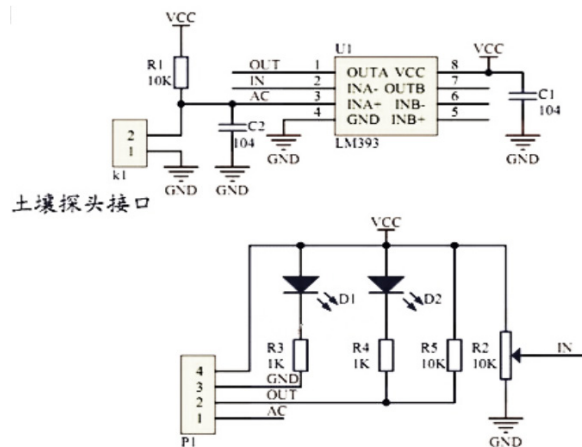 VCC
R1
10K
2
1
k1
GND
土壤探头接口
AC
C2
104
GND
OUT
IN
U1
1
2
3
4
OUTA VCC
INA- OUTB
INA+ INB-
GND INB+
8
7
6
5
LM393
GND
VCC
C1
104
GND
VCC
D1
D2
R3
1K
R4
1K
R5
10K
R2
10K
IN
GND
4
3
2
1
P1
GND
OUT
AC